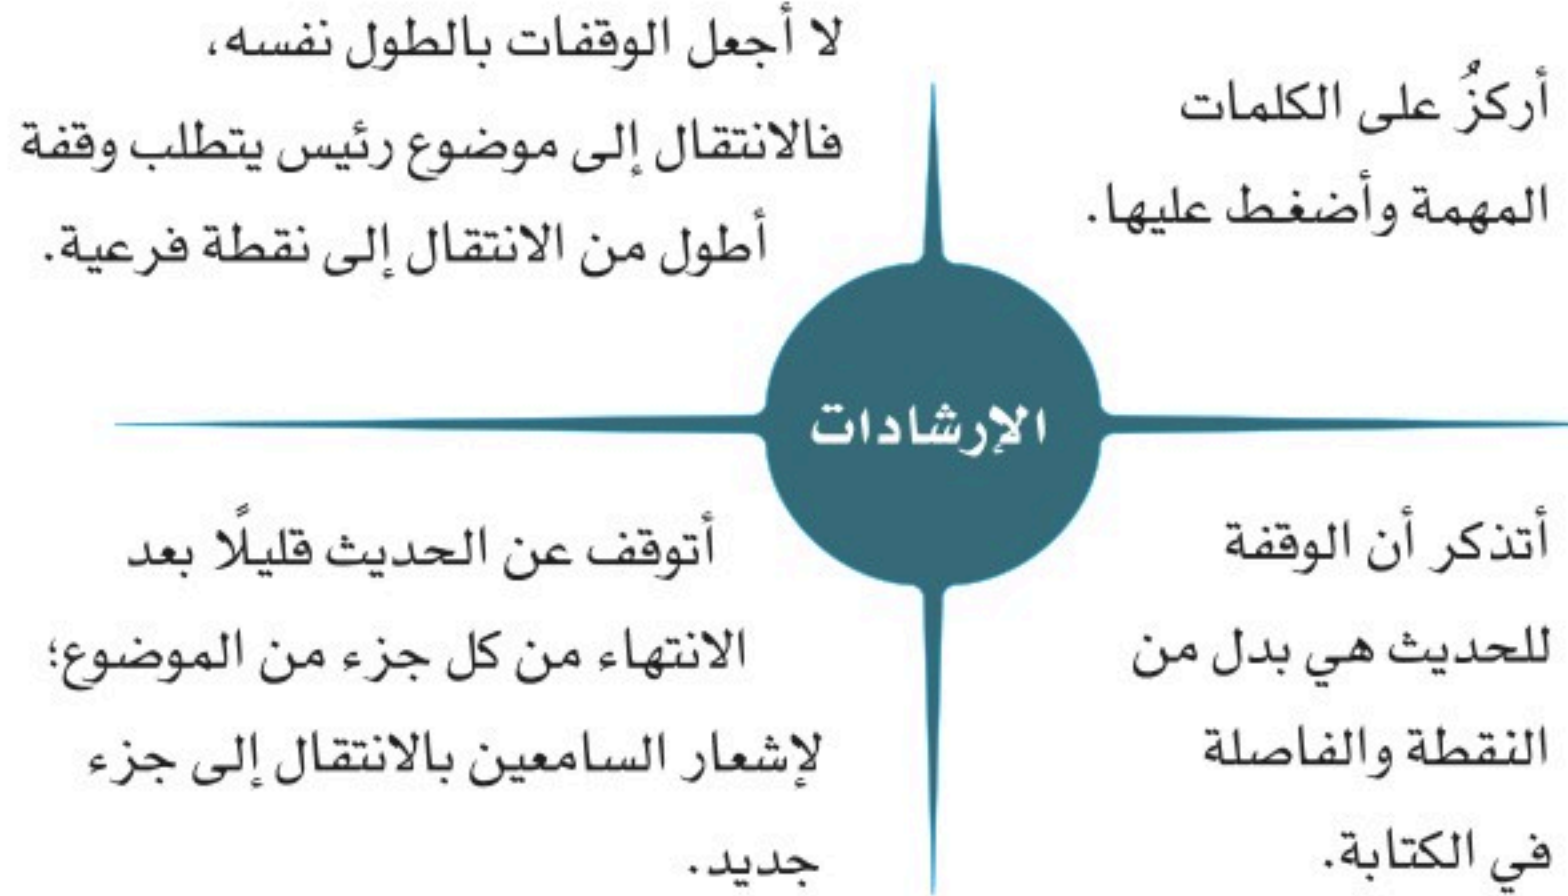 أركزُ على الكلمات
المهمة وأضغط عليها.
لا أجعل الوقفات بالطول نفسه،
فالانتقال إلى موضوع رئيس يتطلب وقفة
أطول من الانتقال إلى نقطة فرعية.
الإرشادات
أتذكر أن الوقفة
للحديث هي بدل من
النقطة والفاصلة
في الكتابة.
أتوقف عن الحديث قليلًا بعد
الانتهاء من كل جزء من الموضوع؛
لإشعار السامعين بالانتقال إلى جزء
جديد.